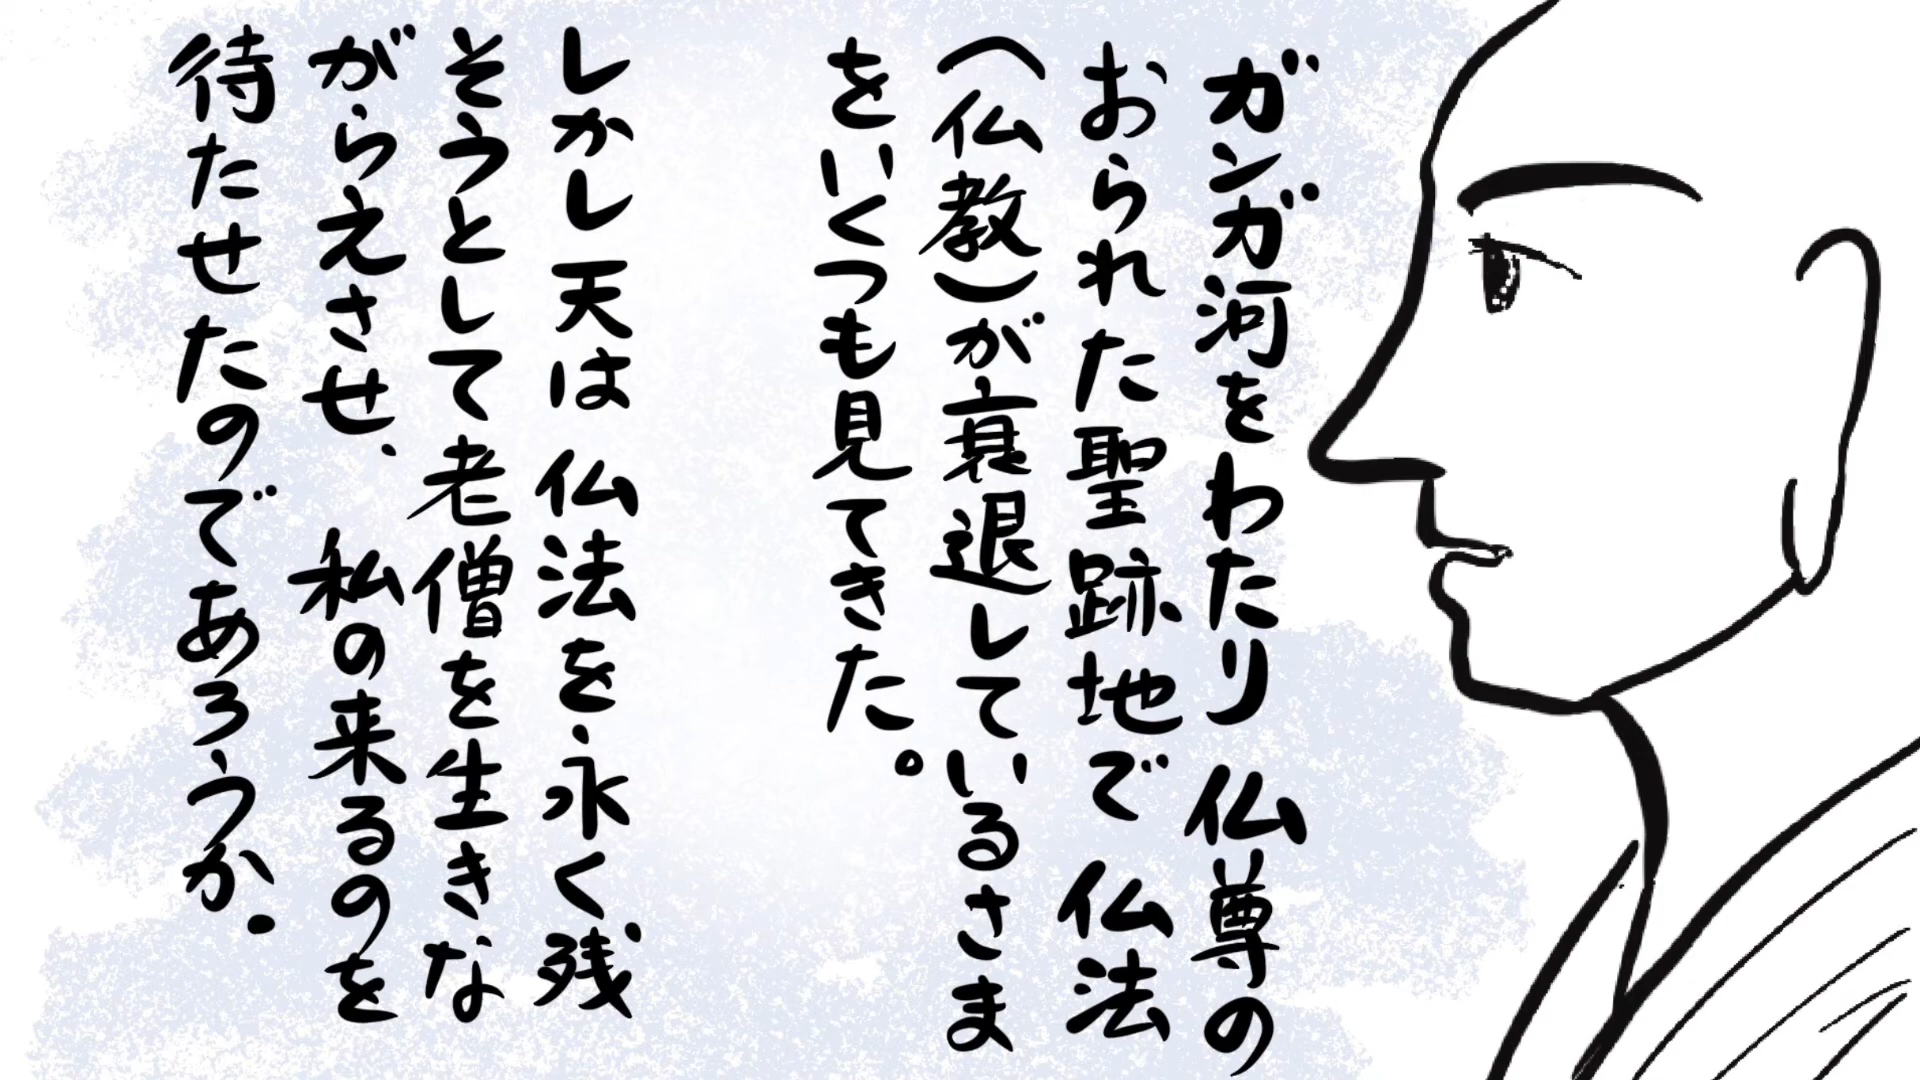 ガンガ河をわたり 仏尊の
おられた聖跡地で 仏法
（仏教）が衰退しているさま
をいくつも見てきた。
しかし天は 仏法を永く残
そうとして老僧を生きな
がらえさせ、 私の来るのを
待たせたのであろうか.